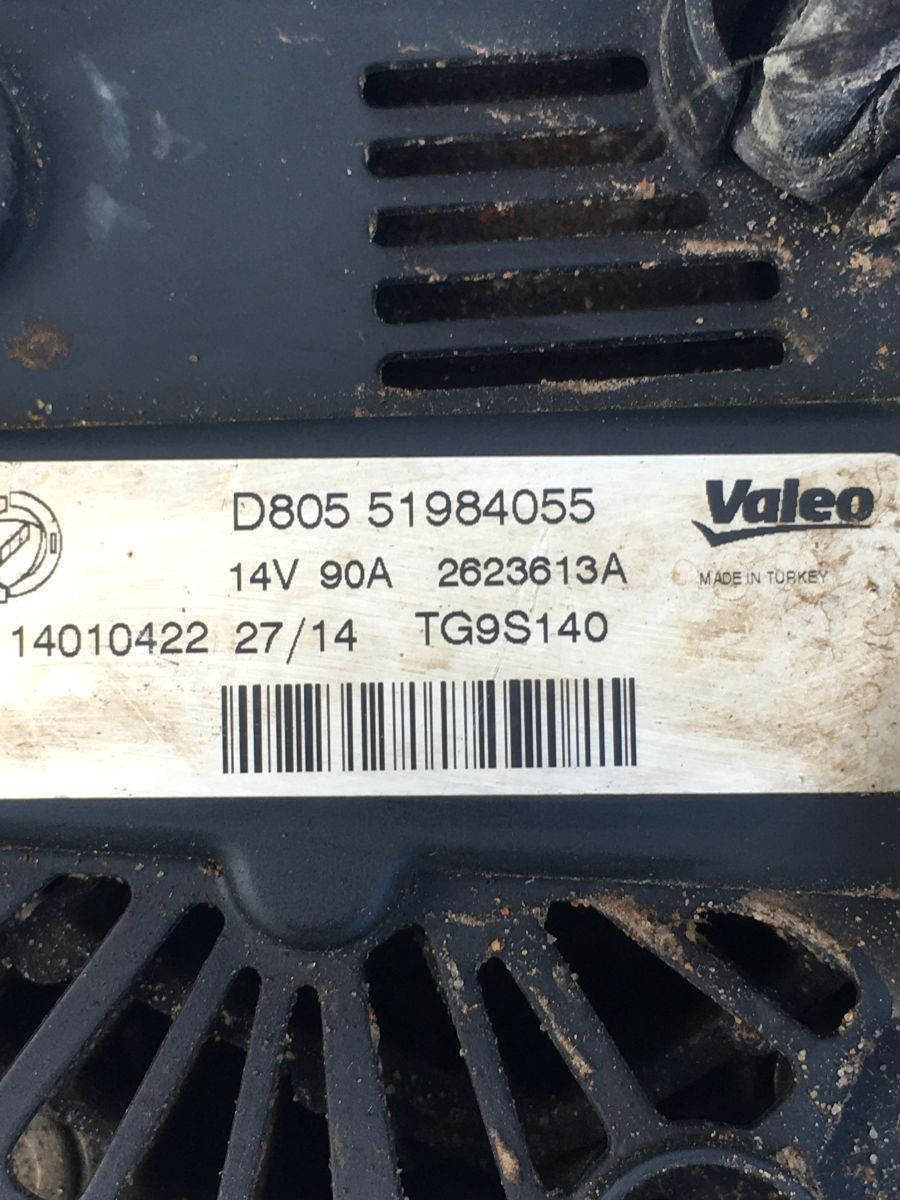 D805 51984055
Valeo
14V 90A 2623613A
MADE IN TURKEY
14010422 27/14 TG9S140